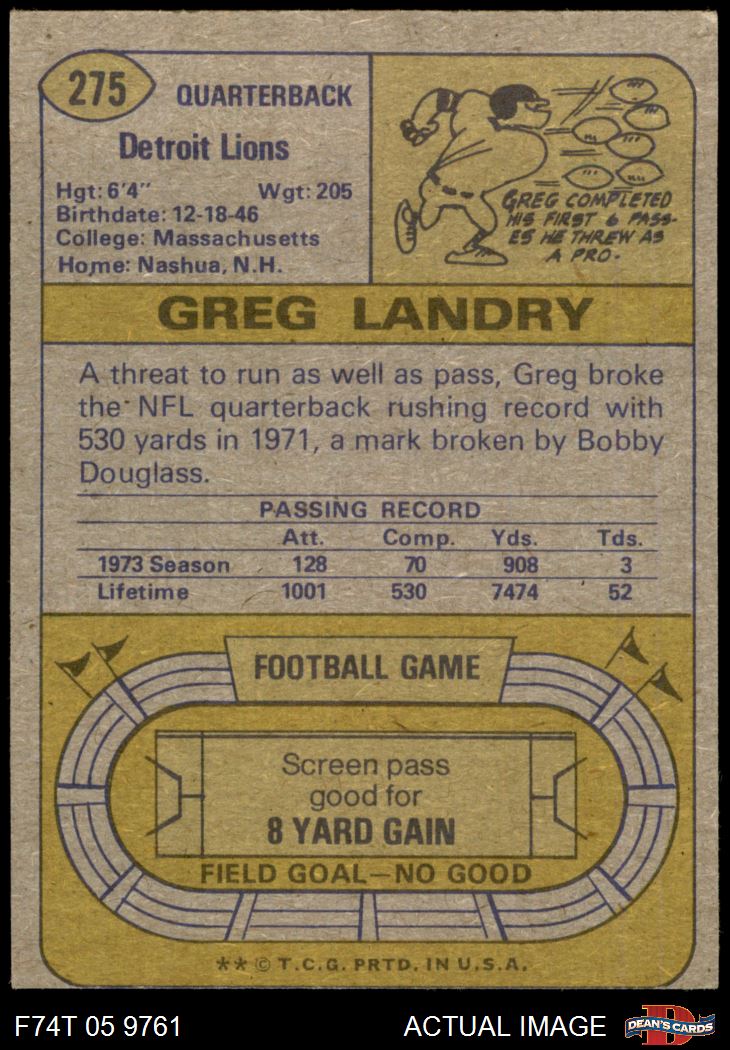 275
QUARTERBACK
Detroit Lions
Hgt: 6'4" Wgt: 205
Birthdate: 12-18-46
College: Massachusetts
Home: Nashua, N.H.
GREG COMPLETED
HIS FIRST 6 PASS-
ES HE THREW AS
A PRO.
GREG LANDRY
A threat to run as well as pass, Greg broke
the NFL quarterback rushing record with
530 yards in 1971, a mark broken by Bobby
Douglass.
PASSING RECORD
Att. Comp. Yds. Tds.
1973 Season 128 70 908 3
Lifetime 1001 530 7474 52
FOOTBALL GAME
Screen pass
good for
8 YARD GAIN
FIELD GOAL—NO GOOD
** © T.C.G. PRTD. IN U.S.A.
F74T 05 9761 ACTUAL IMAGE
D
DEAN'S CARDS